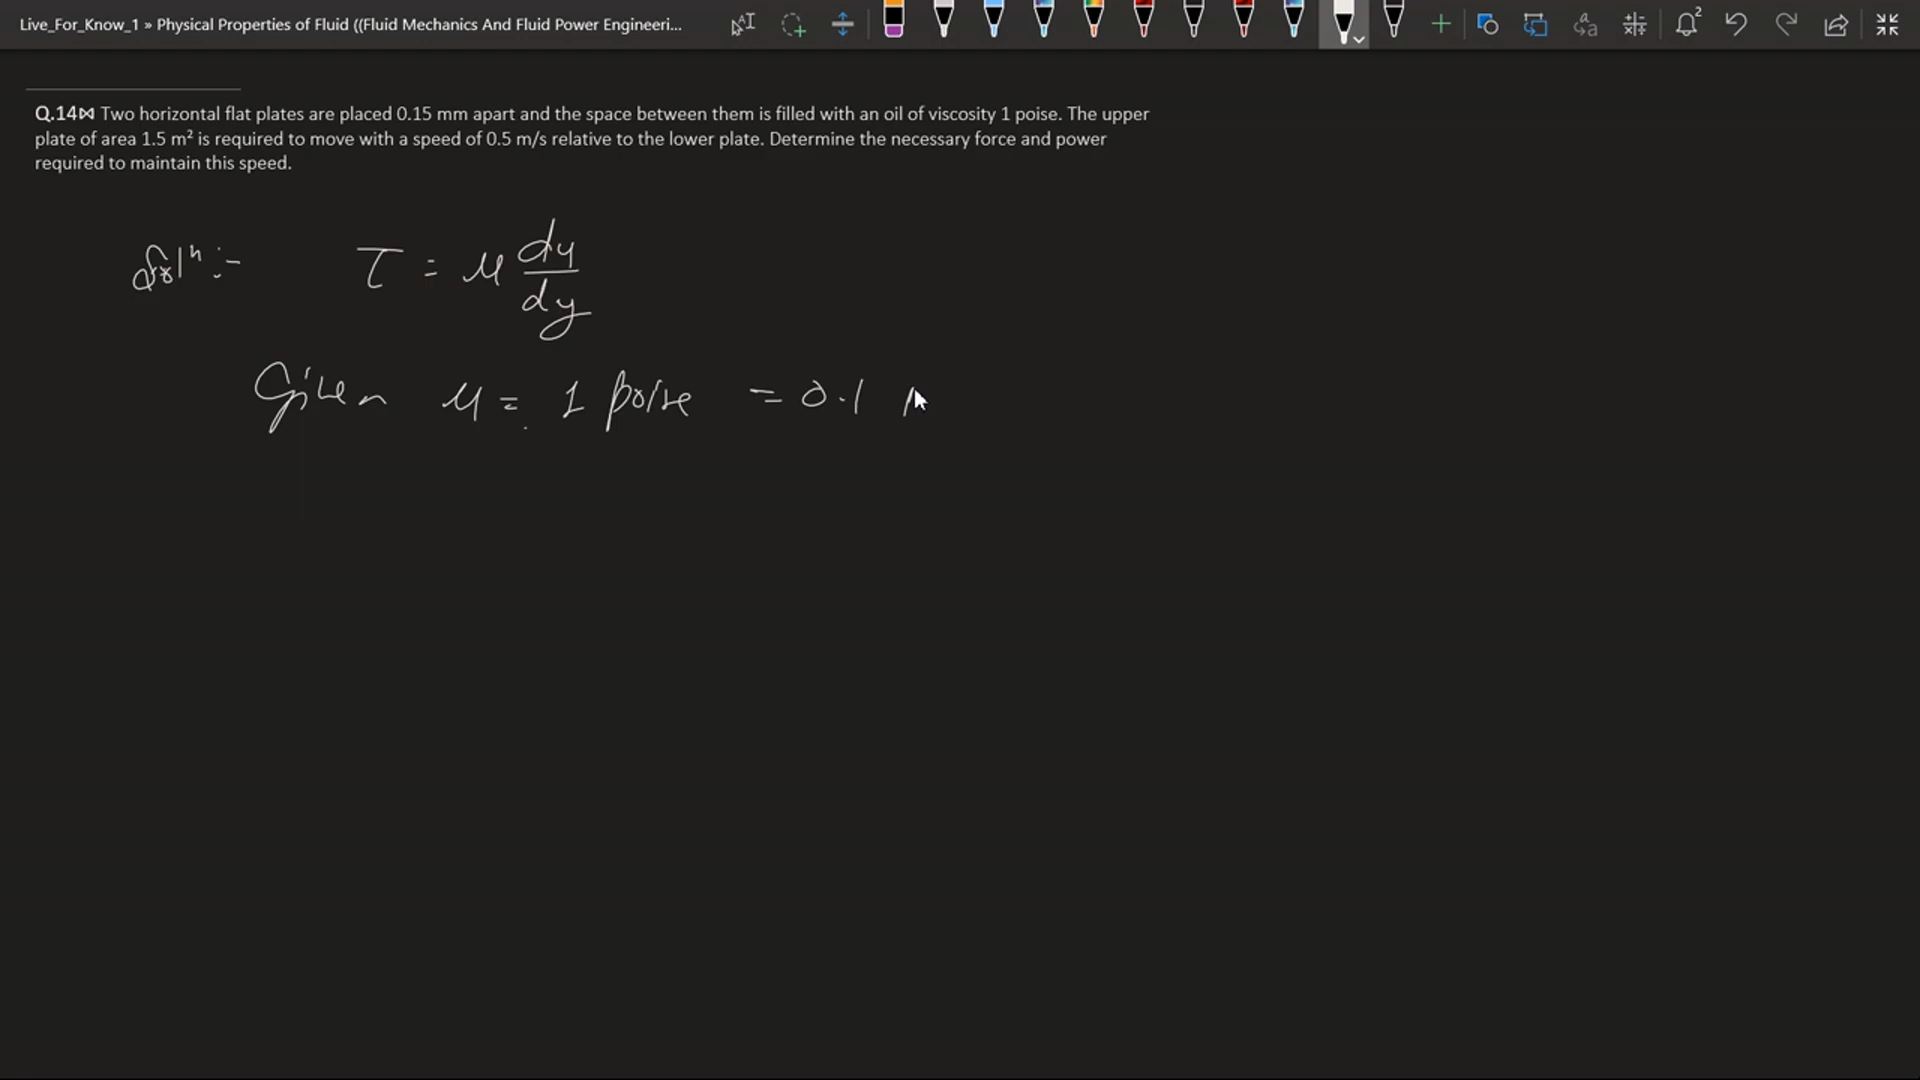 Live_For_Know_1 » Physical Properties of Fluid ((Fluid Mechanics And Fluid Power Engineeri...
2
Q.14⋈ Two horizontal flat plates are placed 0.15 mm apart and the space between them is filled with an oil of viscosity 1 poise. The upper
plate of area 1.5 m² is required to move with a speed of 0.5 m/s relative to the lower plate. Determine the necessary force and power
required to maintain this speed.
Solⁿ :- τ = μ du/dy
Given μ = 1 poise = 0.1